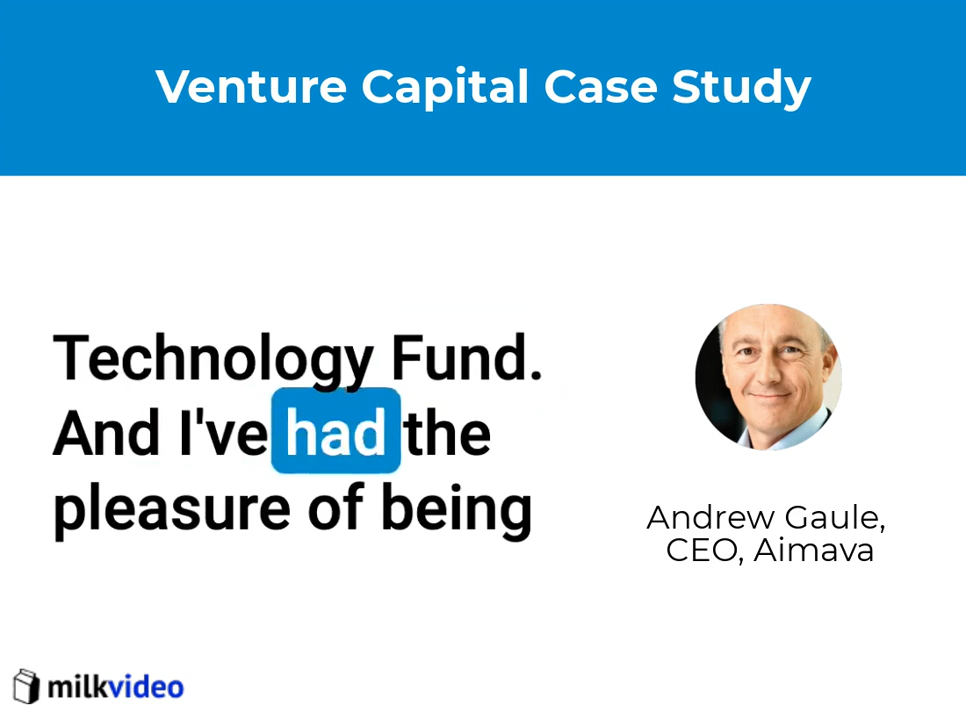 Venture Capital Case Study
Technology Fund.
And I've had the
pleasure of being
Andrew Gaule,
CEO, Aimava
milkvideo